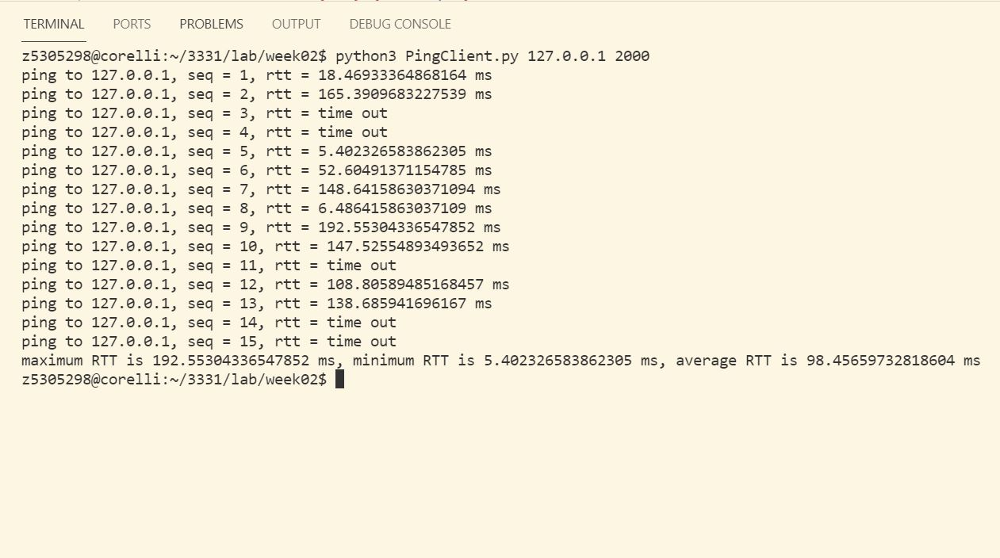 TERMINAL PORTS PROBLEMS OUTPUT DEBUG CONSOLE
z5305298@corelli:~/3331/lab/week02$ python3 PingClient.py 127.0.0.1 2000
ping to 127.0.0.1, seq = 1, rtt = 18.46933364868164 ms
ping to 127.0.0.1, seq = 2, rtt = 165.3909683227539 ms
ping to 127.0.0.1, seq = 3, rtt = time out
ping to 127.0.0.1, seq = 4, rtt = time out
ping to 127.0.0.1, seq = 5, rtt = 5.402326583862305 ms
ping to 127.0.0.1, seq = 6, rtt = 52.60491371154785 ms
ping to 127.0.0.1, seq = 7, rtt = 148.64158630371094 ms
ping to 127.0.0.1, seq = 8, rtt = 6.486415863037109 ms
ping to 127.0.0.1, seq = 9, rtt = 192.55304336547852 ms
ping to 127.0.0.1, seq = 10, rtt = 147.52554893493652 ms
ping to 127.0.0.1, seq = 11, rtt = time out
ping to 127.0.0.1, seq = 12, rtt = 108.80589485168457 ms
ping to 127.0.0.1, seq = 13, rtt = 138.685941696167 ms
ping to 127.0.0.1, seq = 14, rtt = time out
ping to 127.0.0.1, seq = 15, rtt = time out
maximum RTT is 192.55304336547852 ms, minimum RTT is 5.402326583862305 ms, average RTT is 98.45659732818604 ms
z5305298@corelli:~/3331/lab/week02$